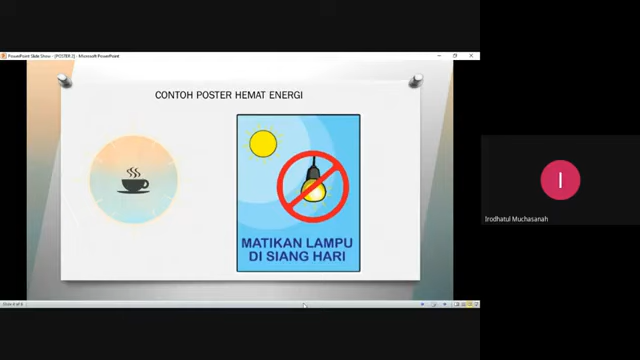 PowerPoint Slide Show - [POSTER 2] - Microsoft PowerPoint
CONTOH POSTER HEMAT ENERGI
MATIKAN LAMPU
DI SIANG HARI
I
Irodhatul Muchasanah